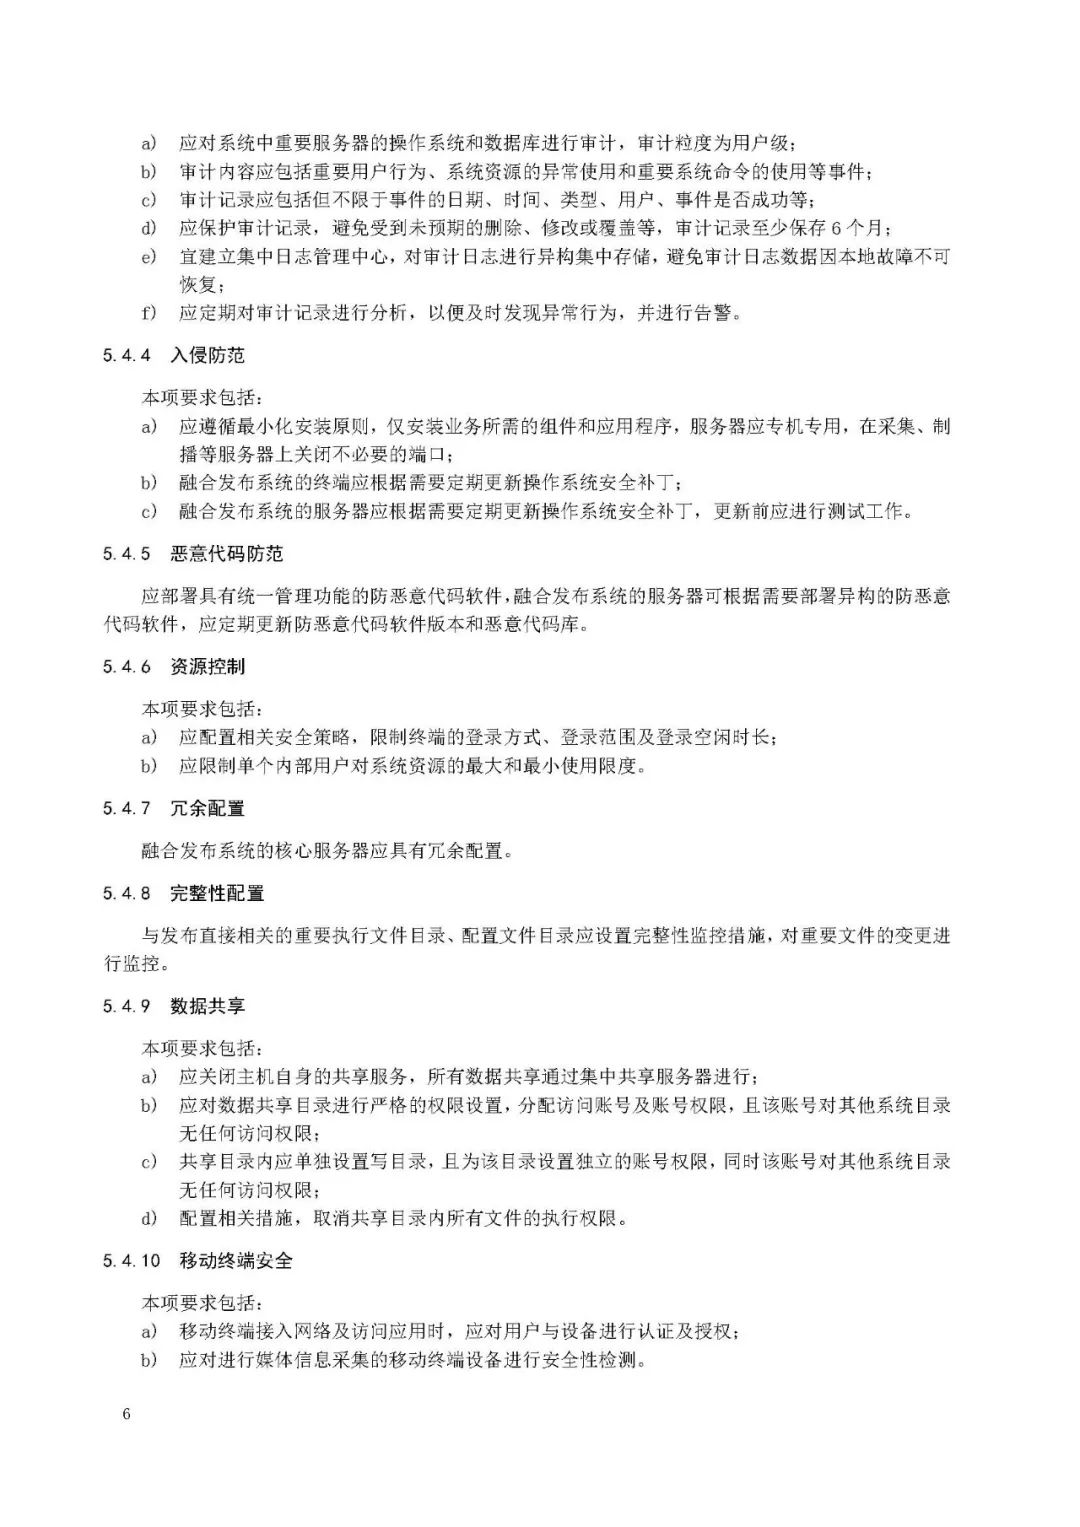 a) 应对系统中重要服务器的操作系统和数据库进行审计，审计粒度为用户级；
b) 审计内容应包括重要用户行为、系统资源的异常使用和重要系统命令的使用等事件；
c) 审计记录应包括但不限于事件的日期、时间、类型、用户、事件是否成功等；
d) 应保护审计记录，避免受到未预期的删除、修改或覆盖等，审计记录至少保存 6 个月；
e) 宜建立集中日志管理中心，对审计日志进行异构集中存储，避免审计日志数据因本地故障不可
恢复；
f) 应定期对审计记录进行分析，以便及时发现异常行为，并进行告警。
5.4.4 入侵防范
本项要求包括：
a) 应遵循最小化安装原则，仅安装业务所需的组件和应用程序，服务器应专机专用，在采集、制
播等服务器上关闭不必要的端口；
b) 融合发布系统的终端应根据需要定期更新操作系统安全补丁；
c) 融合发布系统的服务器应根据需要定期更新操作系统安全补丁，更新前应进行测试工作。
5.4.5 恶意代码防范
应部署具有统一管理功能的防恶意代码软件，融合发布系统的服务器可根据需要部署异构的防恶意
代码软件，应定期更新防恶意代码软件版本和恶意代码库。
5.4.6 资源控制
本项要求包括：
a) 应配置相关安全策略，限制终端的登录方式、登录范围及登录空闲时长；
b) 应限制单个内部用户对系统资源的最大和最小使用限度。
5.4.7 冗余配置
融合发布系统的核心服务器应具有冗余配置。
5.4.8 完整性配置
与发布直接相关的重要执行文件目录、配置文件目录应设置完整性监控措施，对重要文件的变更进
行监控。
5.4.9 数据共享
本项要求包括：
a) 应关闭主机自身的共享服务，所有数据共享通过集中共享服务器进行；
b) 应对数据共享目录进行严格的权限设置，分配访问账号及账号权限，且该账号对其他系统目录
无任何访问权限；
c) 共享目录内应单独设置写目录，且为该目录设置独立的账号权限，同时该账号对其他系统目录
无任何访问权限；
d) 配置相关措施，取消共享目录内所有文件的执行权限。
5.4.10 移动终端安全
本项要求包括：
a) 移动终端接入网络及访问应用时，应对用户与设备进行认证及授权；
b) 应对进行媒体信息采集的移动终端设备进行安全性检测。
6